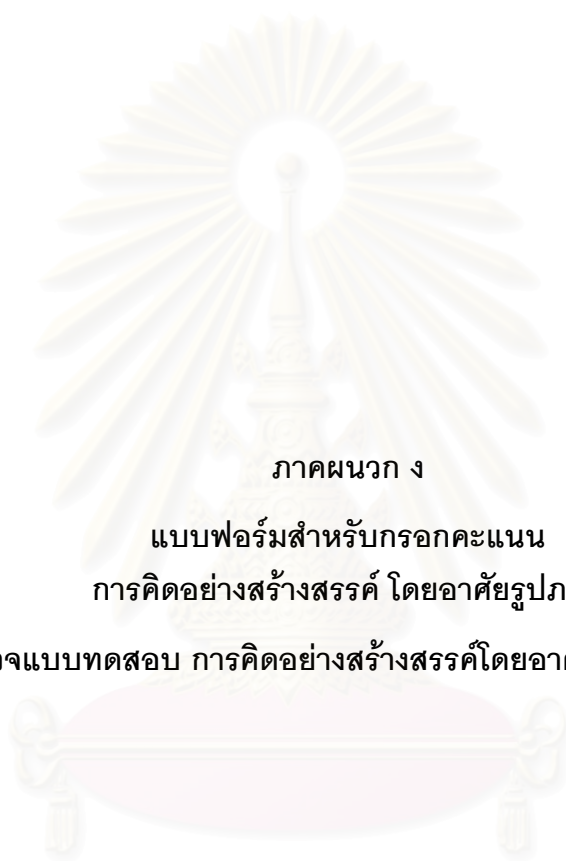 ภาคผนวก ง
แบบฟอร์มสำหรับกรอกคะแนน
การคิดอย่างสร้างสรรค์ โดยอาศัยรูปภ
จแบบทดสอบ การคิดอย่างสร้างสรรค์โดยอา